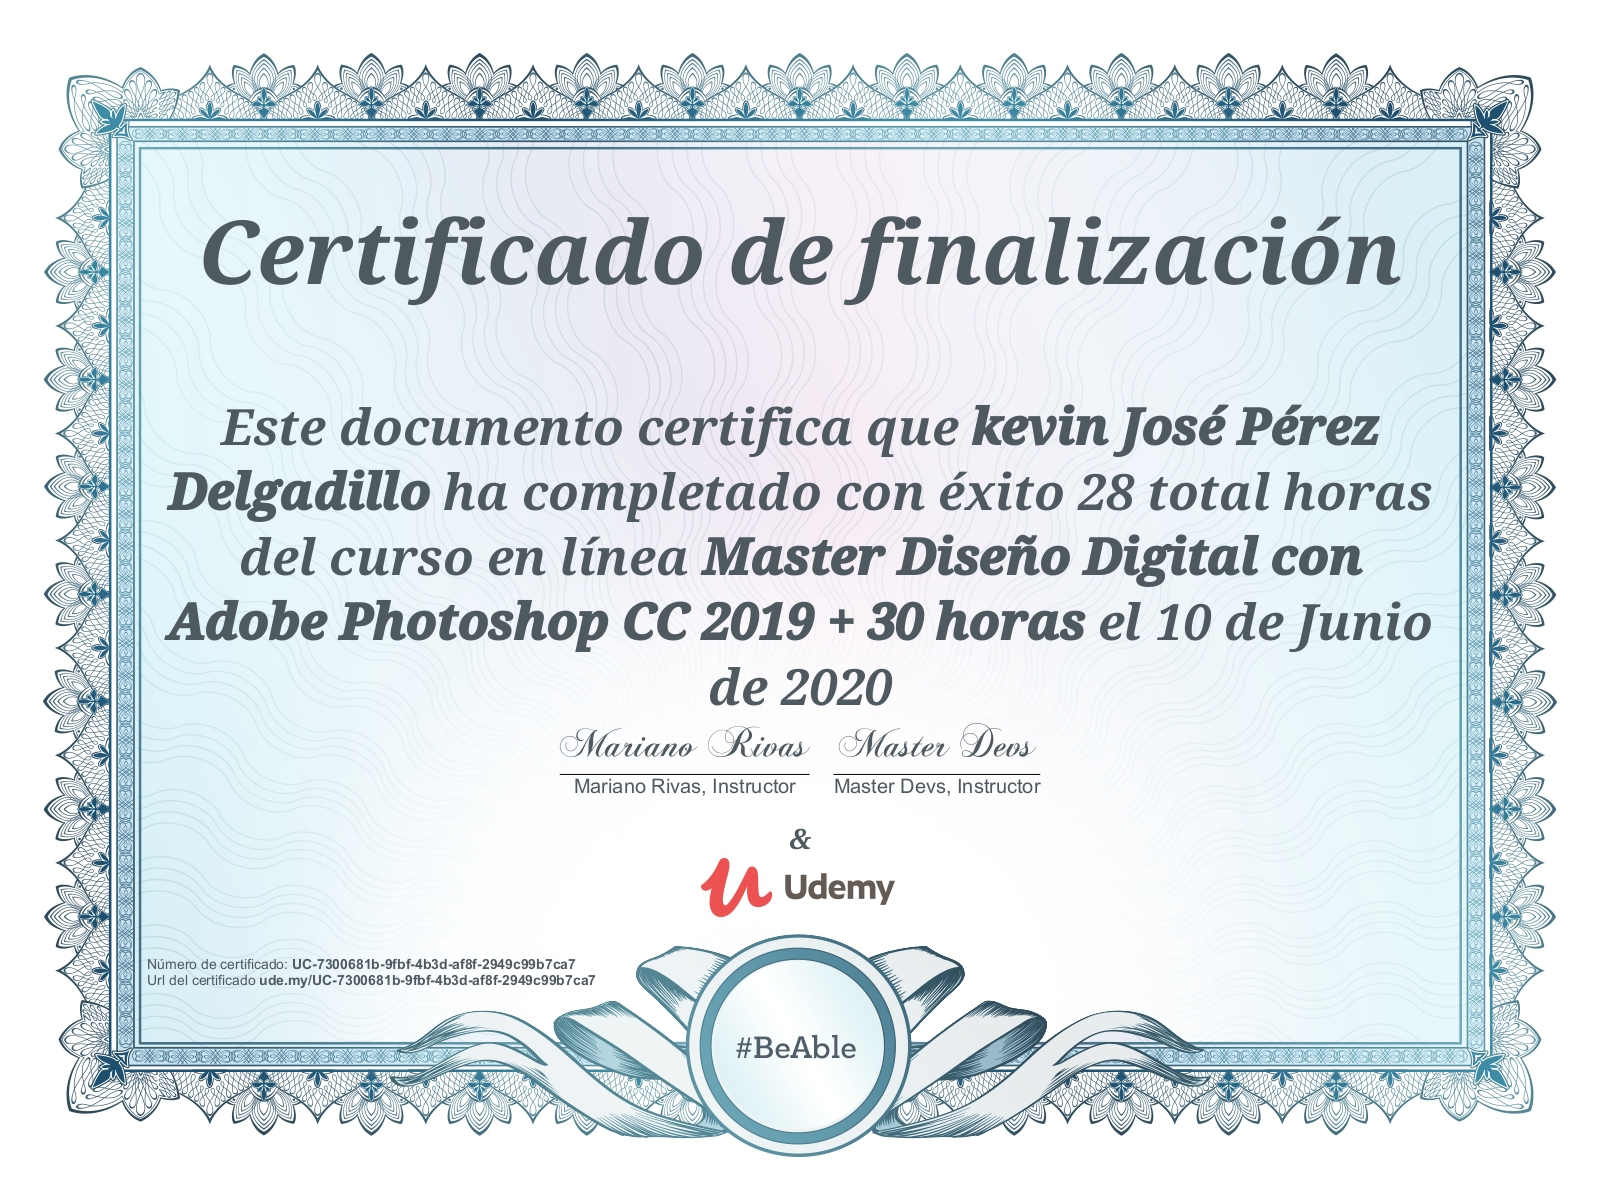 Certificado de finalización
Este documento certifica que kevin José Pérez
Delgadillo ha completado con éxito 28 total horas
del curso en línea Master Diseño Digital con
Adobe Photoshop CC 2019 + 30 horas el 10 de Junio
de 2020
Mariano Rivas Master Devs
Mariano Rivas, Instructor Master Devs, Instructor
&
Udemy
Número de certificado: UC-7300681b-9fbf-4b3d-af8f-2949c99b7ca7
Url del certificado ude.my/UC-7300681b-9fbf-4b3d-af8f-2949c99b7ca7
#BeAble